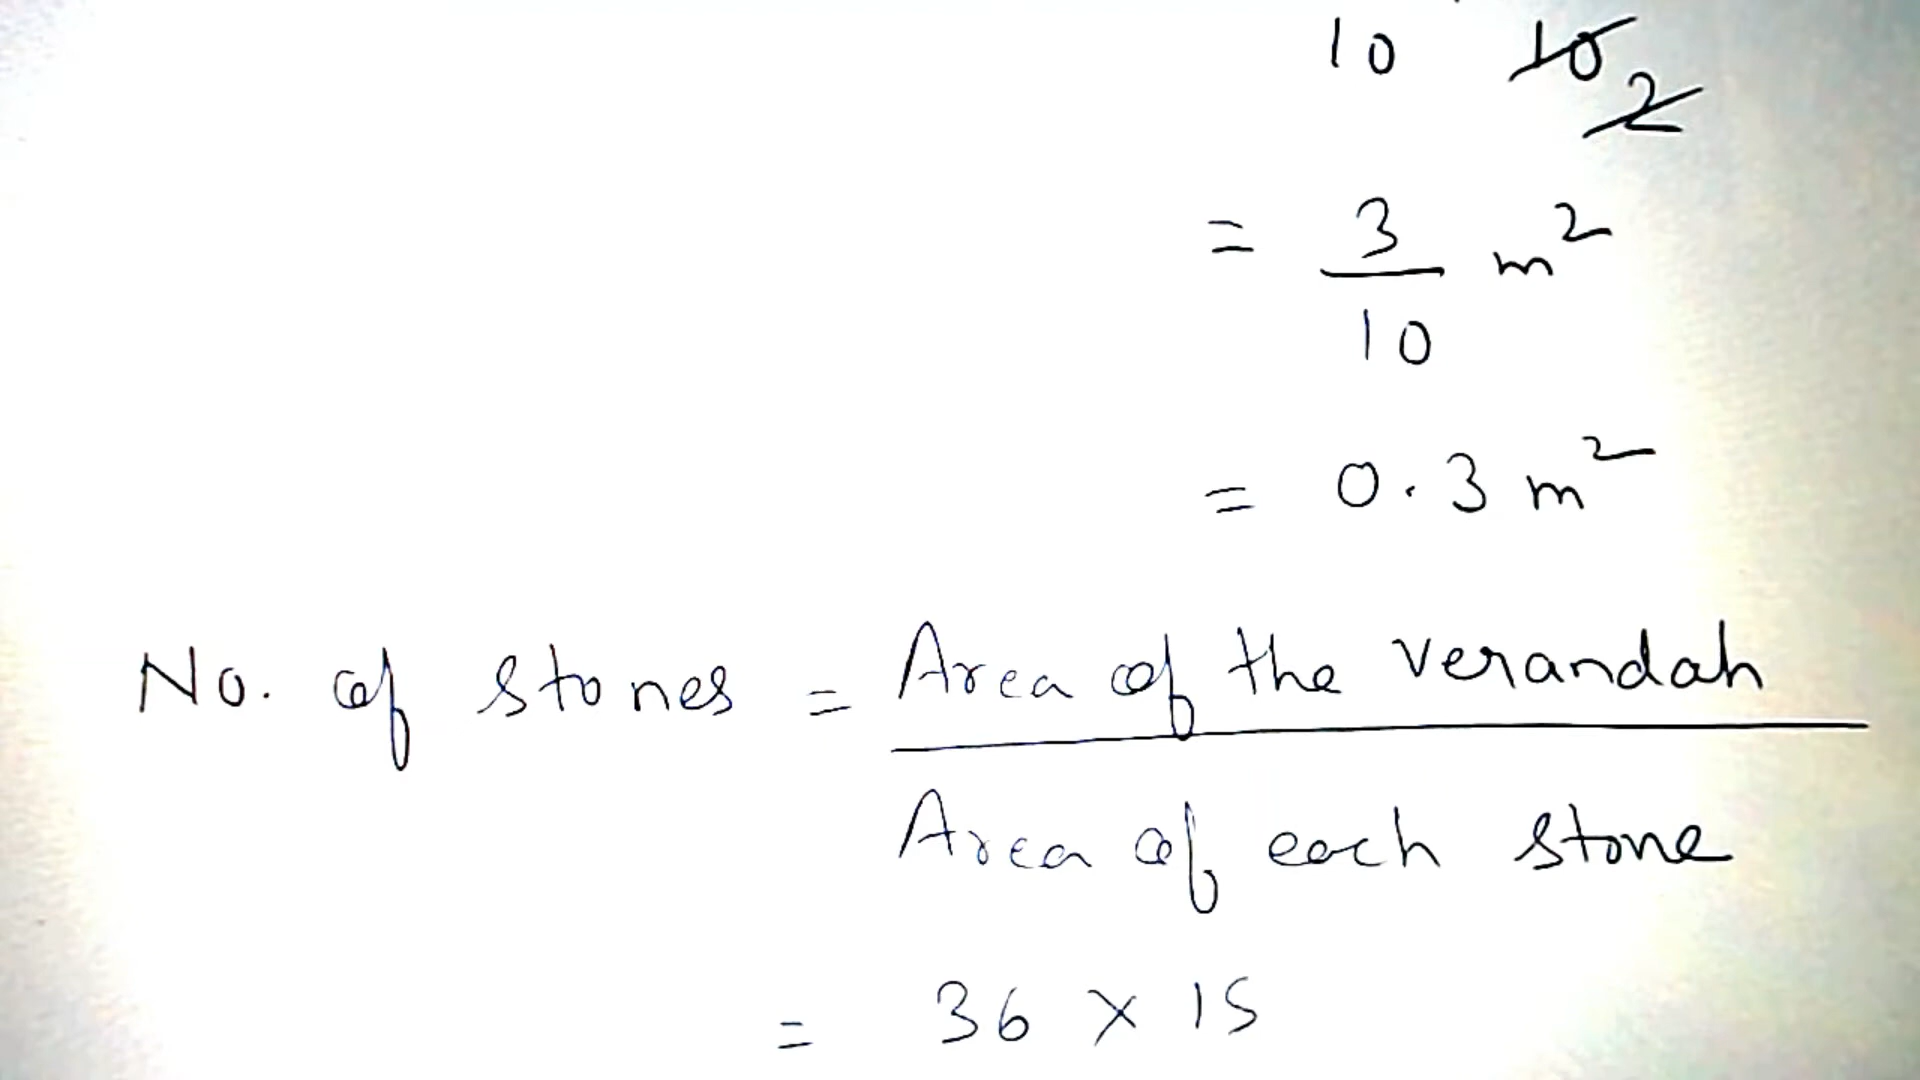 10 10 2
= 3/10 m²
= 0.3 m²
No. of stones = Area of the verandah
Area of each stone
= 36 × 15